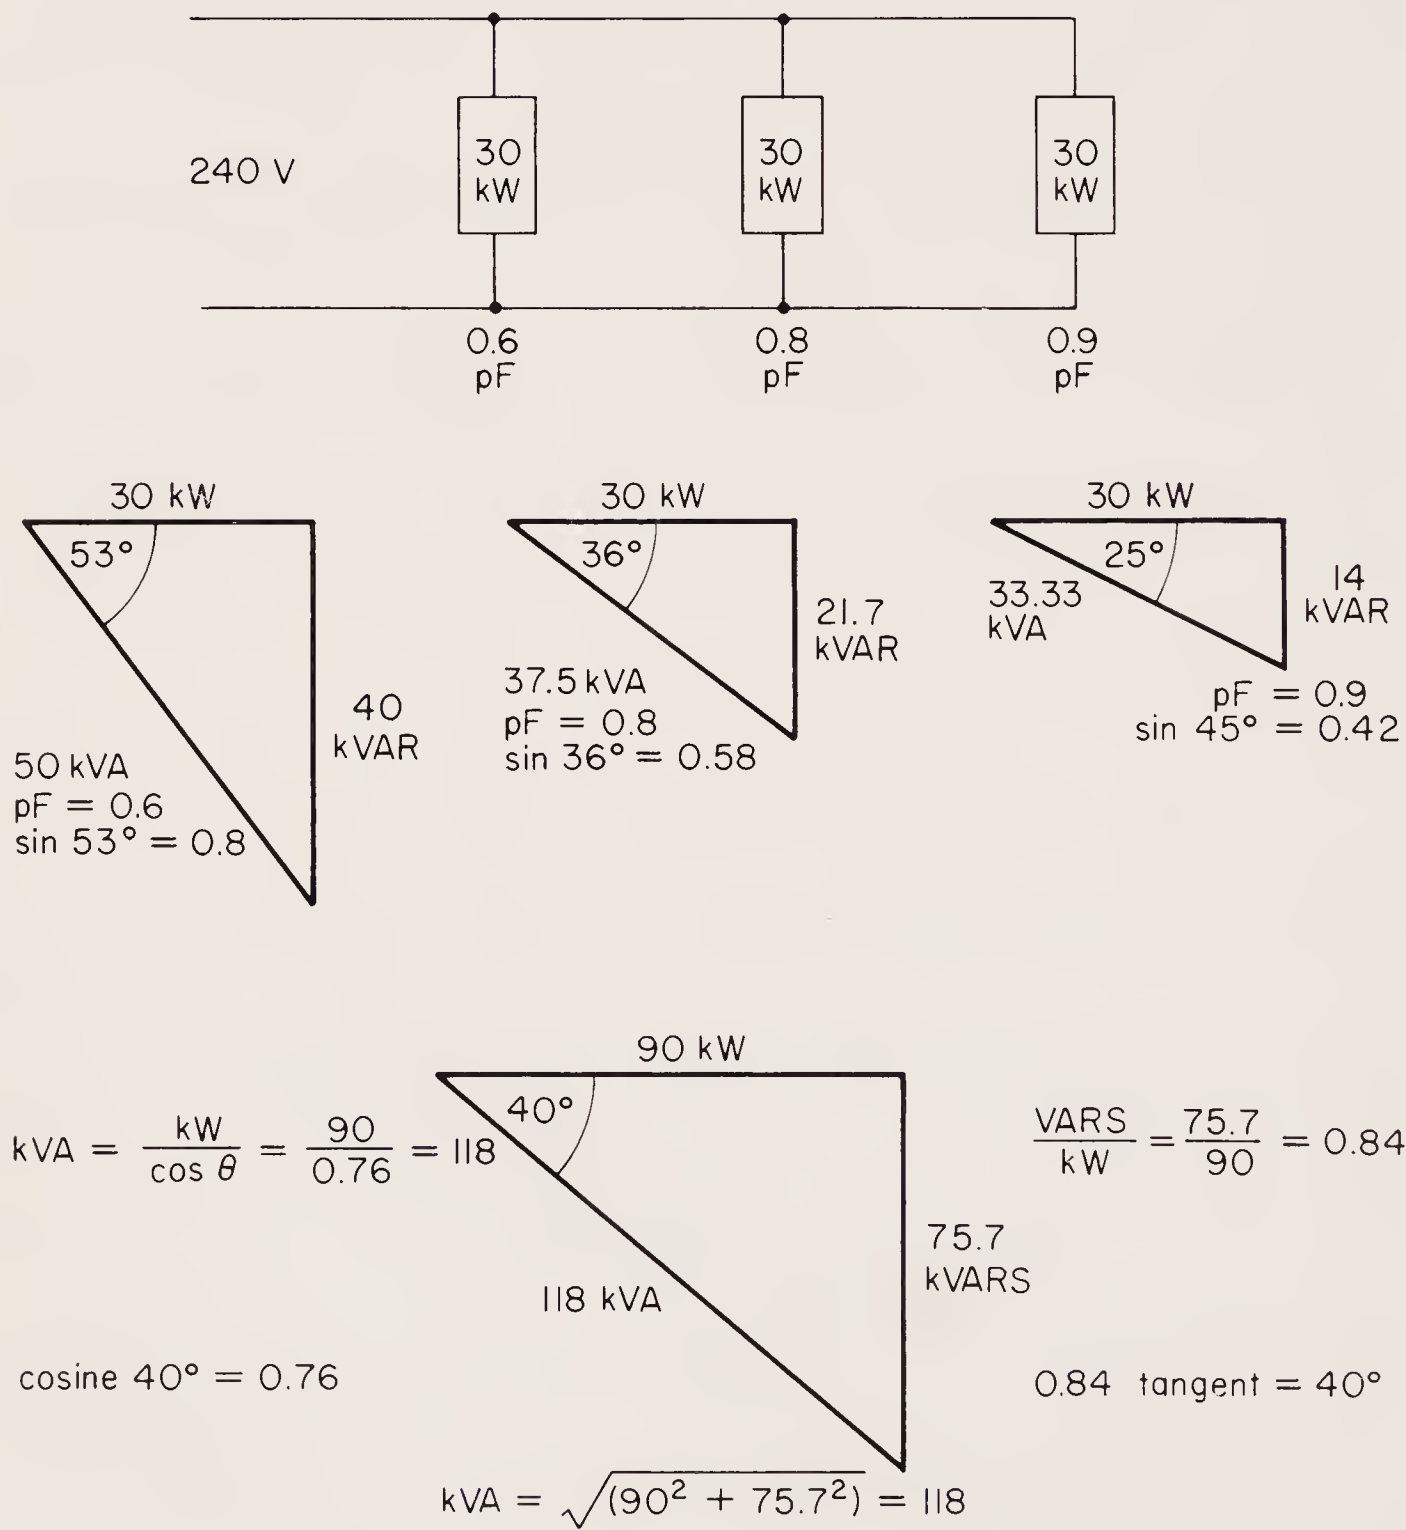 240 V
30
kW
30
kW
30
kW
0.6
pF
0.8
pF
0.9
pF
30 kW
53°
40
kVAR
50 kVA
pF = 0.6
sin 53° = 0.8
30 kW
36°
21.7
kVAR
37.5 kVA
pF = 0.8
sin 36° = 0.58
30 kW
25°
33.33
kVA
14
kVAR
pF = 0.9
sin 45° = 0.42
90 kW
40°
kVA = kW / cos θ = 90 / 0.76 = 118
VARS / kW = 75.7 / 90 = 0.84
75.7
kVARS
118 kVA
cosine 40° = 0.76
0.84 tangent = 40°
kVA = √(90² + 75.7²) = 118